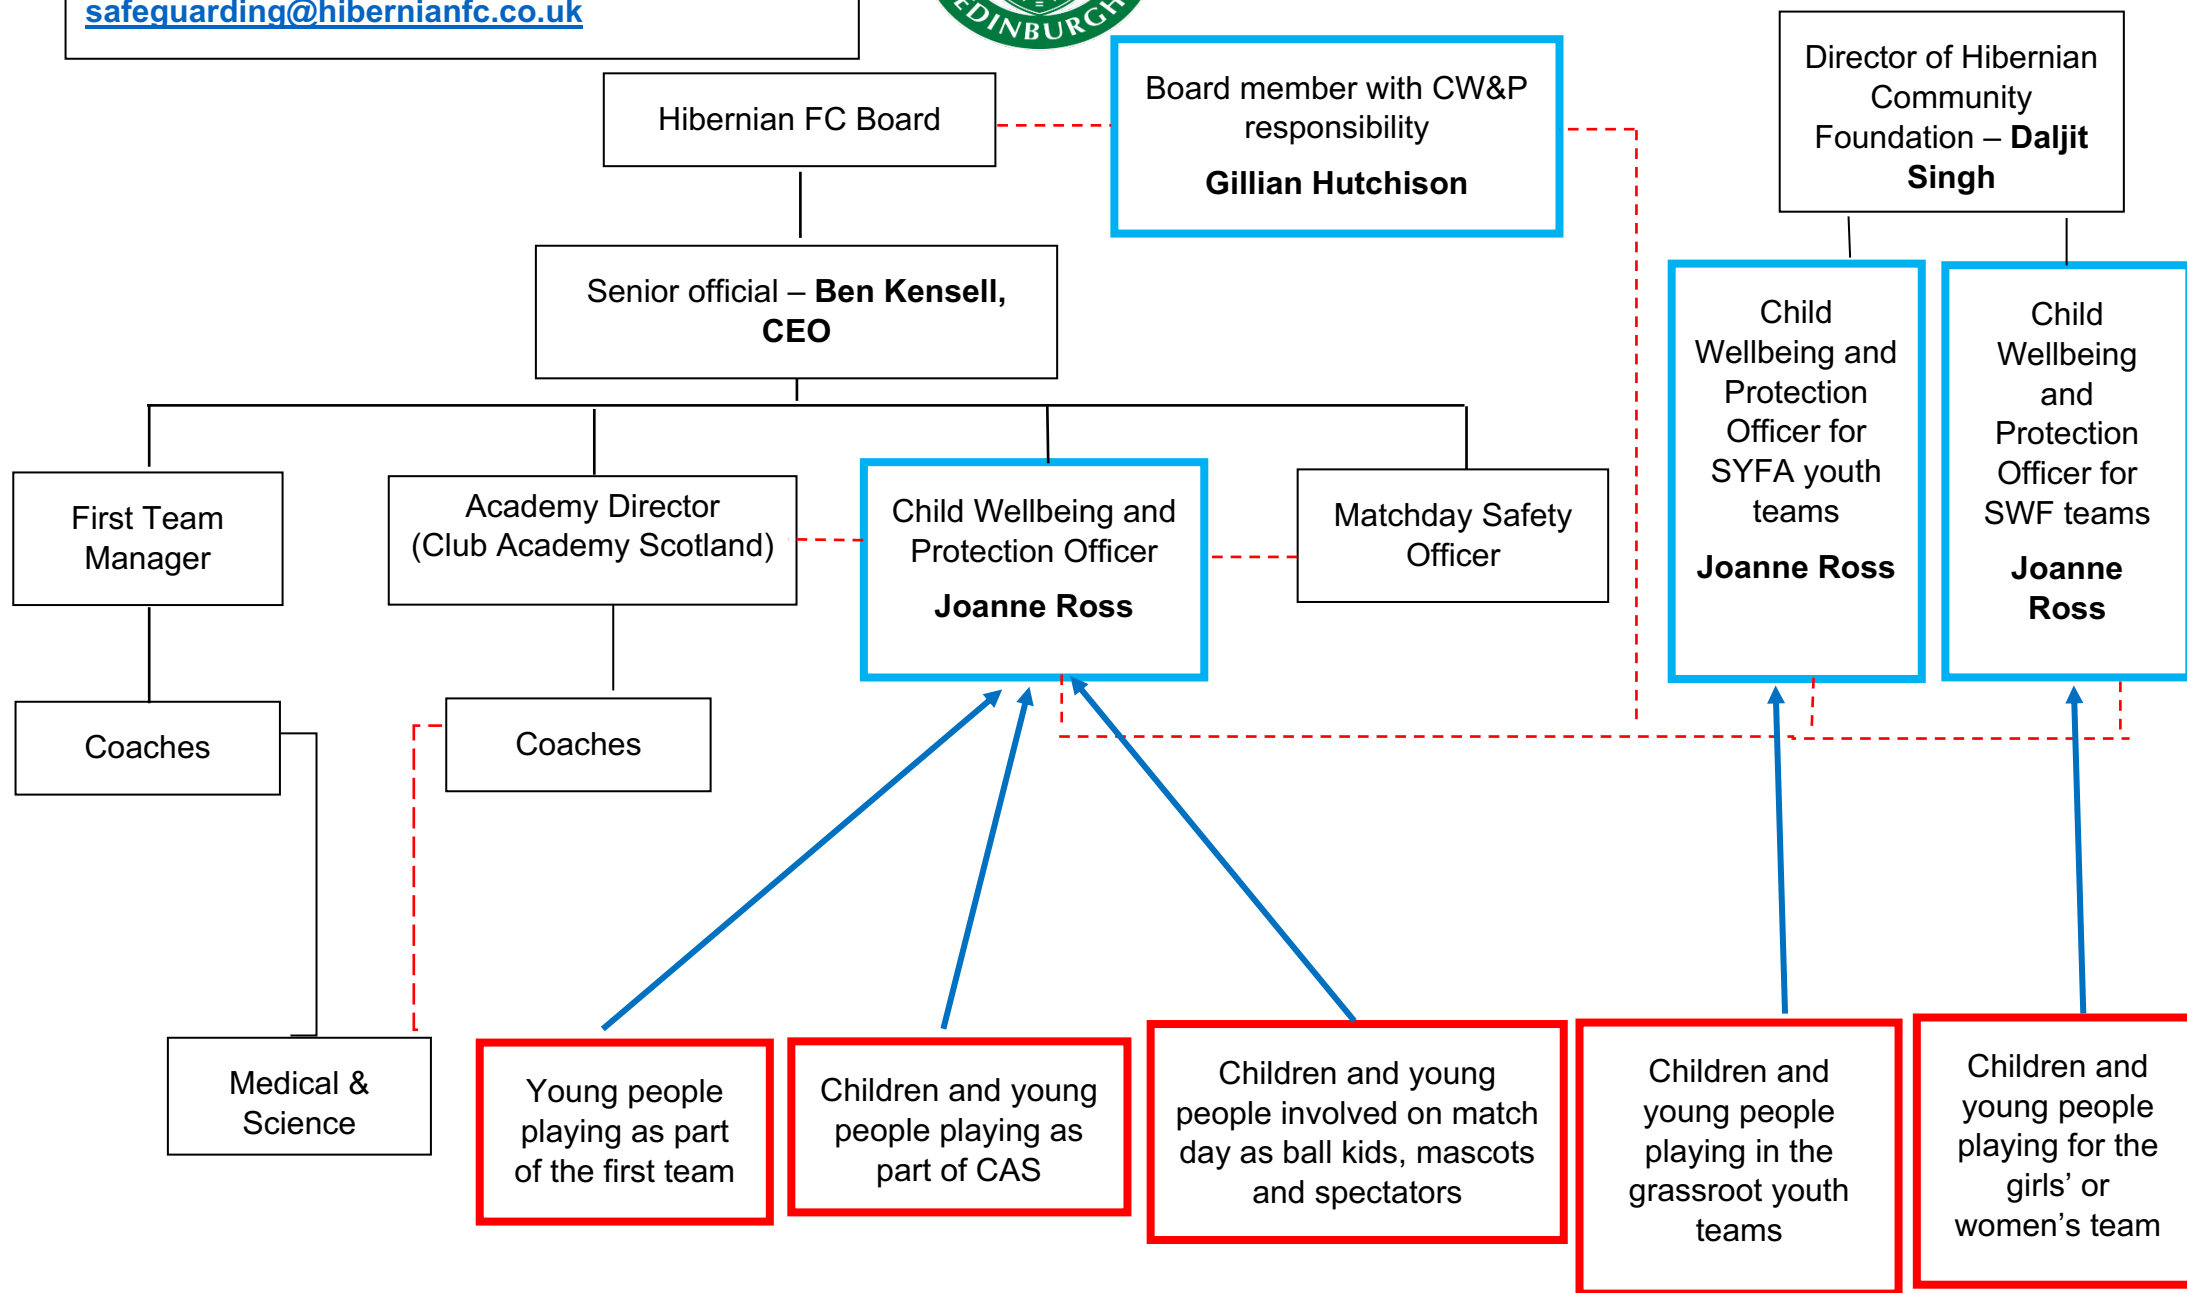 safeguarding@hibernianfc.co.uk
EDINBURGH
Hibernian FC Board
Board member with CW&P
responsibility
Gillian Hutchison
Director of Hibernian
Community
Foundation – Daljit
Singh
Senior official – Ben Kensell,
CEO
First Team
Manager
Academy Director
(Club Academy Scotland)
Child Wellbeing and
Protection Officer
Joanne Ross
Matchday Safety
Officer
Child
Wellbeing and
Protection
Officer for
SYFA youth
teams
Joanne Ross
Child
Wellbeing
and
Protection
Officer for
SWF teams
Joanne
Ross
Coaches
Coaches
Medical &
Science
Young people
playing as part
of the first team
Children and young
people playing as
part of CAS
Children and young
people involved on match
day as ball kids, mascots
and spectators
Children and
young people
playing in the
grassroot youth
teams
Children and
young people
playing for the
girls’ or
women’s team